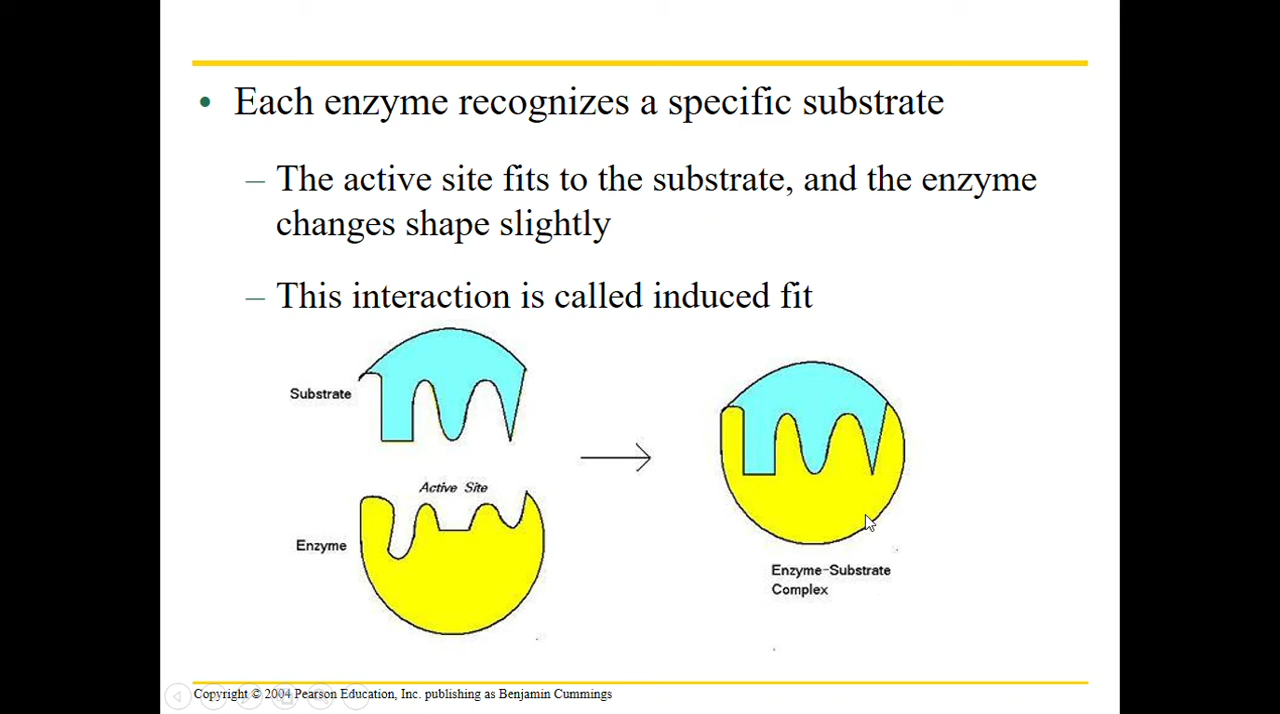 • Each enzyme recognizes a specific substrate
– The active site fits to the substrate, and the enzyme
changes shape slightly
– This interaction is called induced fit
Substrate
Active Site
Enzyme
Enzyme-Substrate
Complex
Copyright © 2004 Pearson Education, Inc. publishing as Benjamin Cummings